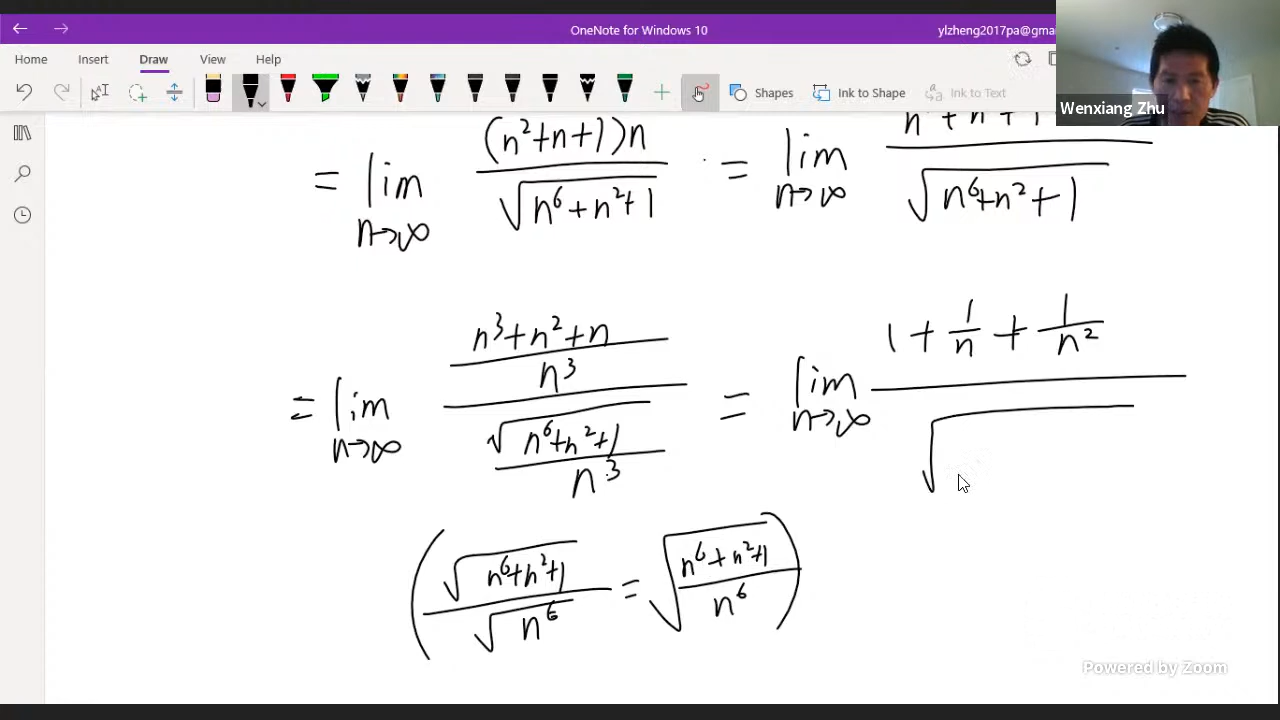 OneNote for Windows 10
ylzheng2017pa@gma
Home Insert Draw View Help
Shapes Ink to Shape Ink to Text
Wenxiang Zhu
= lim n→∞ (n²+n+1)n / √(n⁶+n²+1) = lim n→∞ / √(n⁶+n²+1)
= lim n→∞ ((n³+n²+n)/n³) / (√(n⁶+n²+1)/n³) = lim n→∞ (1 + 1/n + 1/n²) / √
(√(n⁶+n²+1) / √n⁶ = √((n⁶+n²+1)/n⁶))
Powered by Zoom